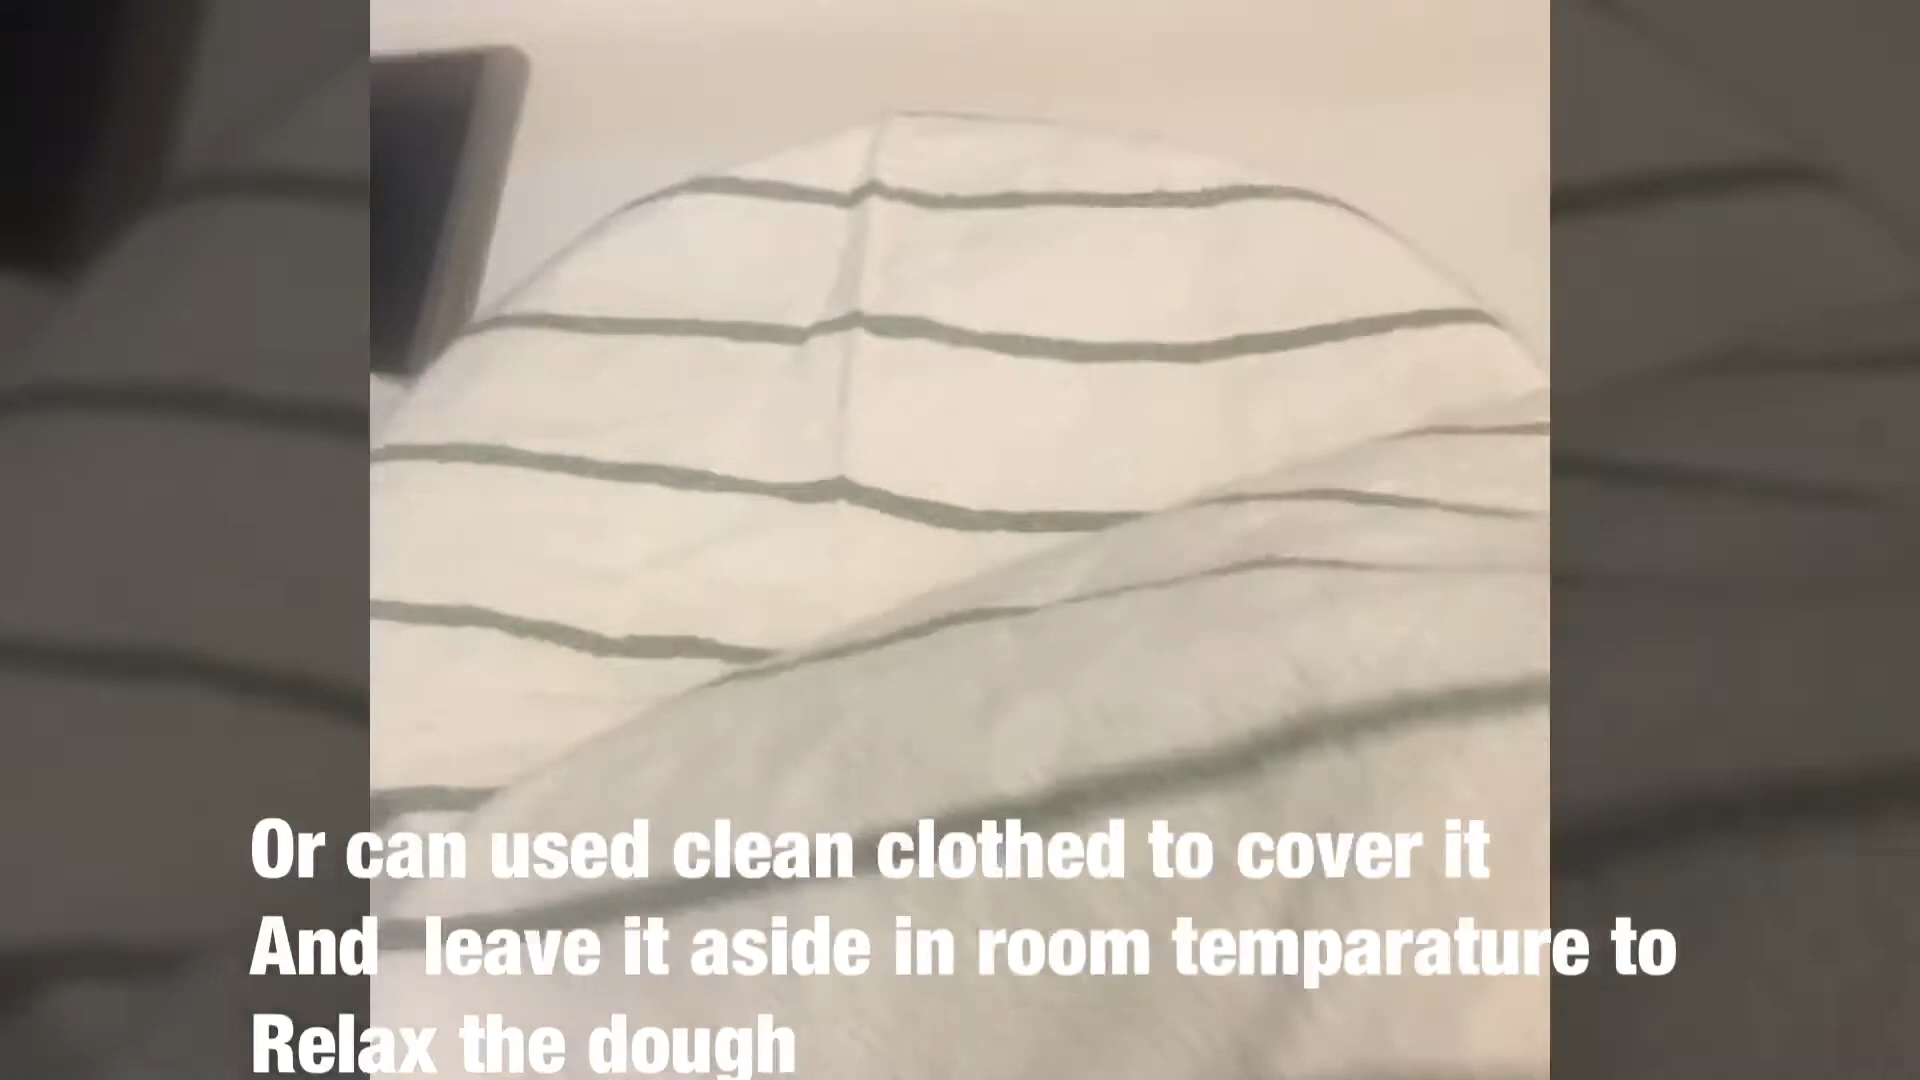 Or can used clean clothed to cover it
And leave it aside in room temparature to
Relax the dough